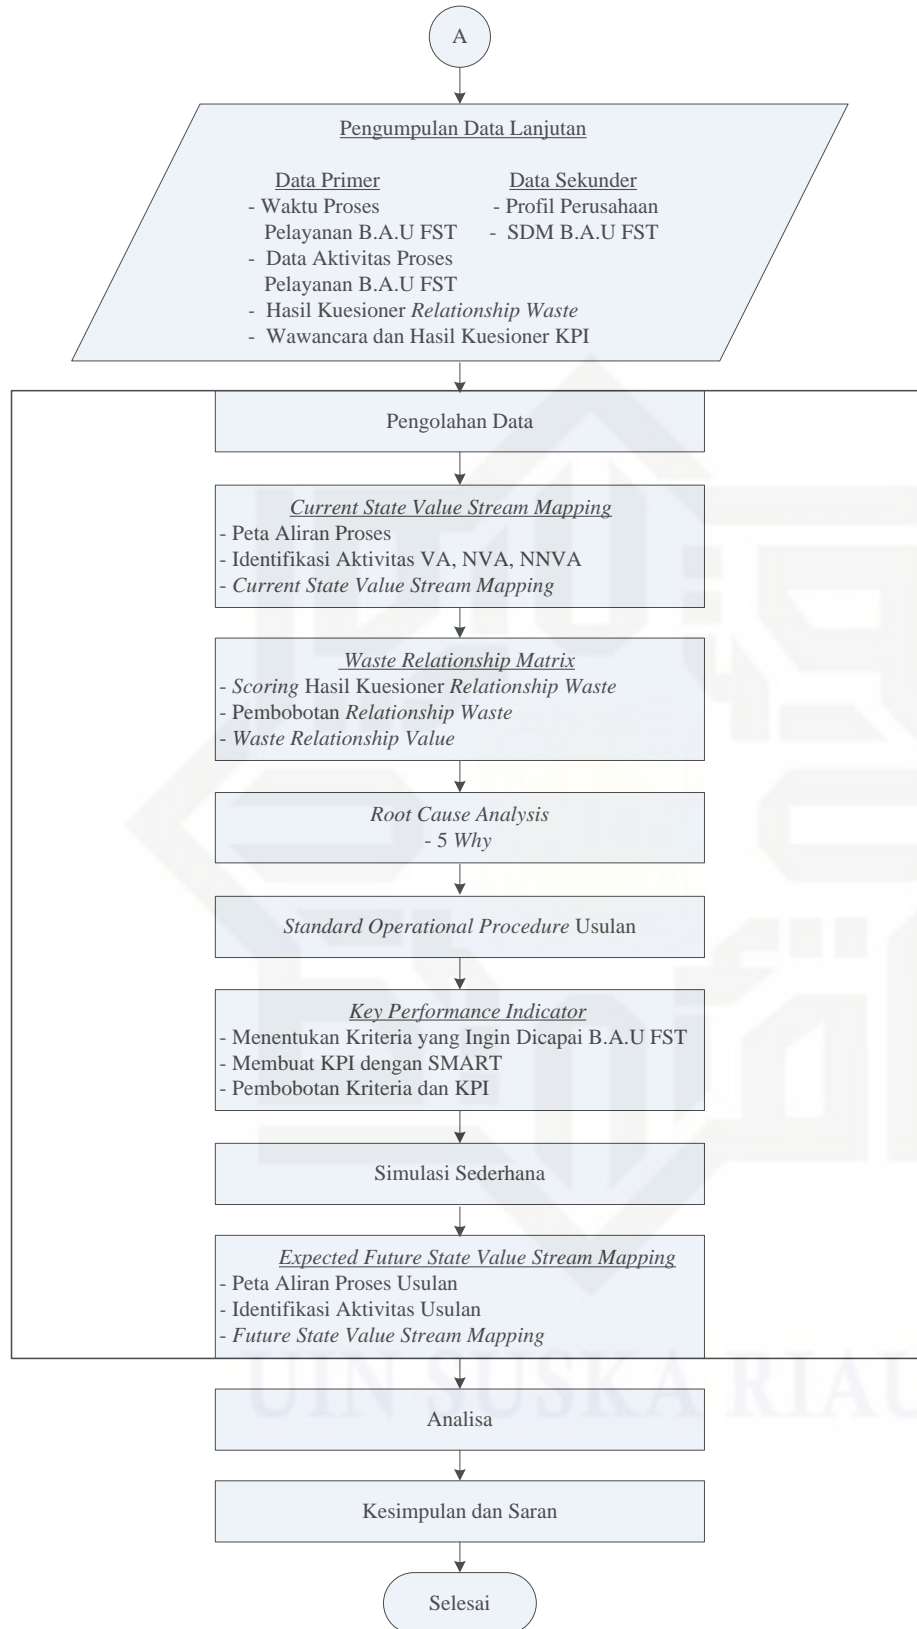 A
Pengumpulan Data Lanjutan
Data Primer
- Waktu Proses
Pelayanan B.A.U FST
- Data Aktivitas Proses
Pelayanan B.A.U FST
- Hasil Kuesioner Relationship Waste
- Wawancara dan Hasil Kuesioner KPI
Data Sekunder
- Profil Perusahaan
- SDM B.A.U FST
Pengolahan Data
Current State Value Stream Mapping
- Peta Aliran Proses
- Identifikasi Aktivitas VA, NVA, NNVA
- Current State Value Stream Mapping
Waste Relationship Matrix
- Scoring Hasil Kuesioner Relationship Waste
- Pembobotan Relationship Waste
- Waste Relationship Value
Root Cause Analysis
- 5 Why
Standard Operational Procedure Usulan
Key Performance Indicator
- Menentukan Kriteria yang Ingin Dicapai B.A.U FST
- Membuat KPI dengan SMART
- Pembobotan Kriteria dan KPI
Simulasi Sederhana
Expected Future State Value Stream Mapping
- Peta Aliran Proses Usulan
- Identifikasi Aktivitas Usulan
- Future State Value Stream Mapping
UIN SUSKA RIAU
Analisa
Kesimpulan dan Saran
Selesai